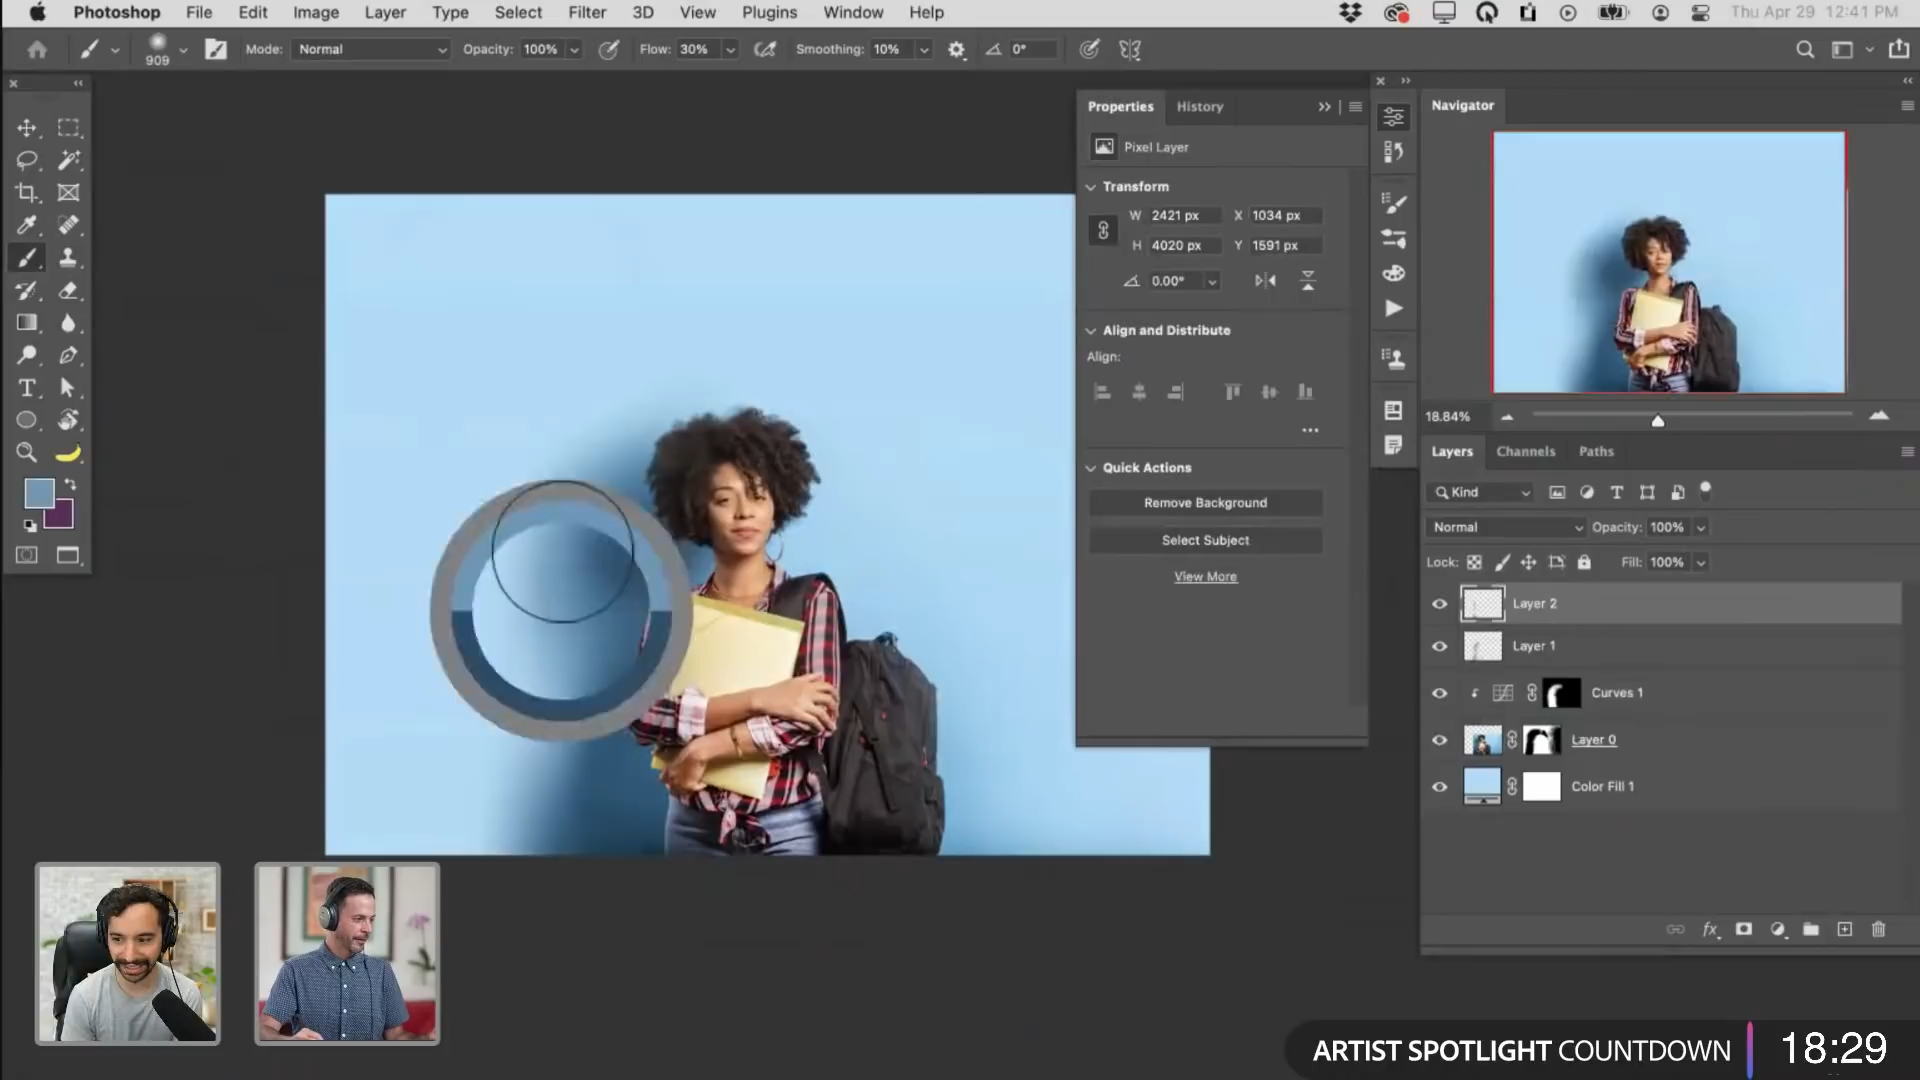 Photoshop File Edit Image Layer Type Select Filter 3D View Plugins Window Help Thu Apr 29 12:41 PM
909 Mode: Normal Opacity: 100% Flow: 30% Smoothing: 10% 0°
Properties History
Pixel Layer
Transform
W 2421 px X 1034 px
H 4020 px Y 1591 px
0.00°
Align and Distribute
Align:
Quick Actions
Remove Background
Select Subject
View More
Navigator
18.84%
Layers Channels Paths
Kind
Normal Opacity: 100%
Lock: Fill: 100%
Layer 2
Layer 1
Curves 1
Layer 0
Color Fill 1
fx
ARTIST SPOTLIGHT COUNTDOWN 18:29